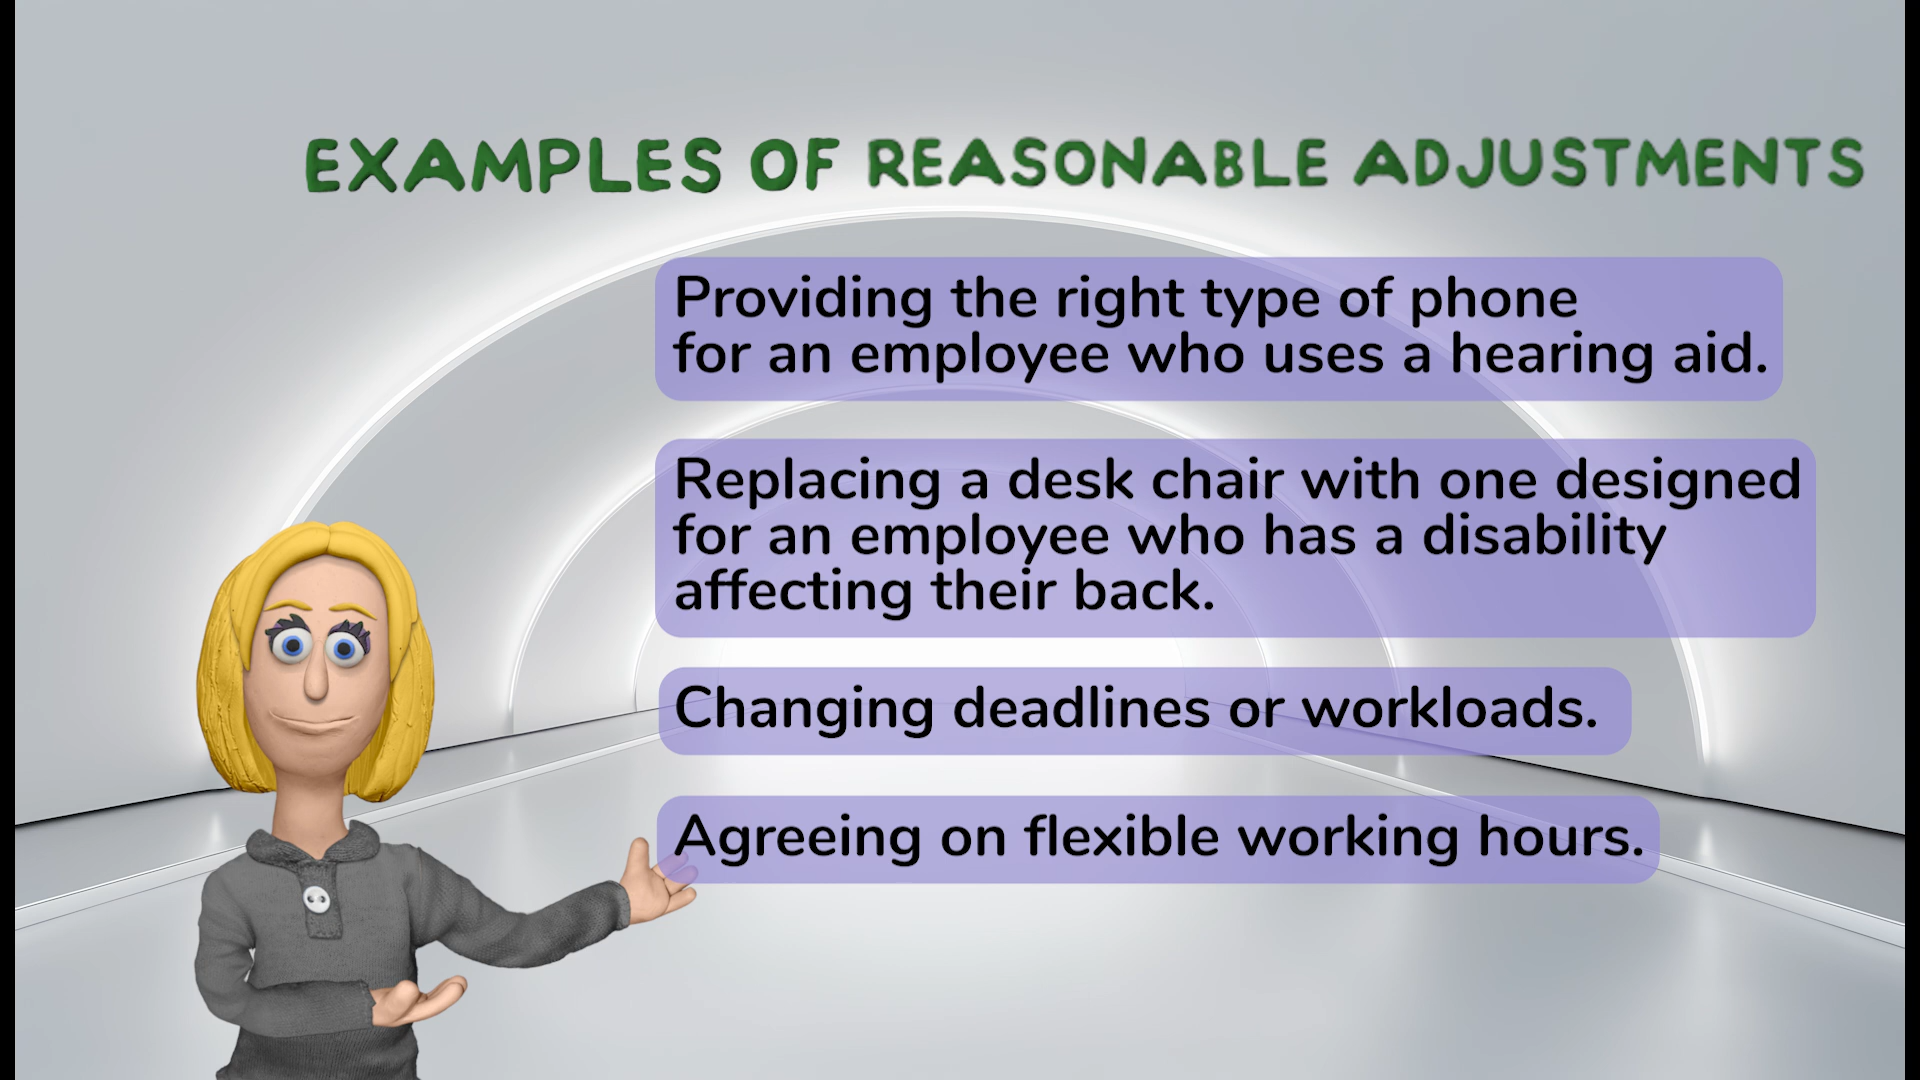 EXAMPLES OF REASONABLE ADJUSTMENTS
Providing the right type of phone
for an employee who uses a hearing aid.
Replacing a desk chair with one designed
for an employee who has a disability
affecting their back.
Changing deadlines or workloads.
Agreeing on flexible working hours.